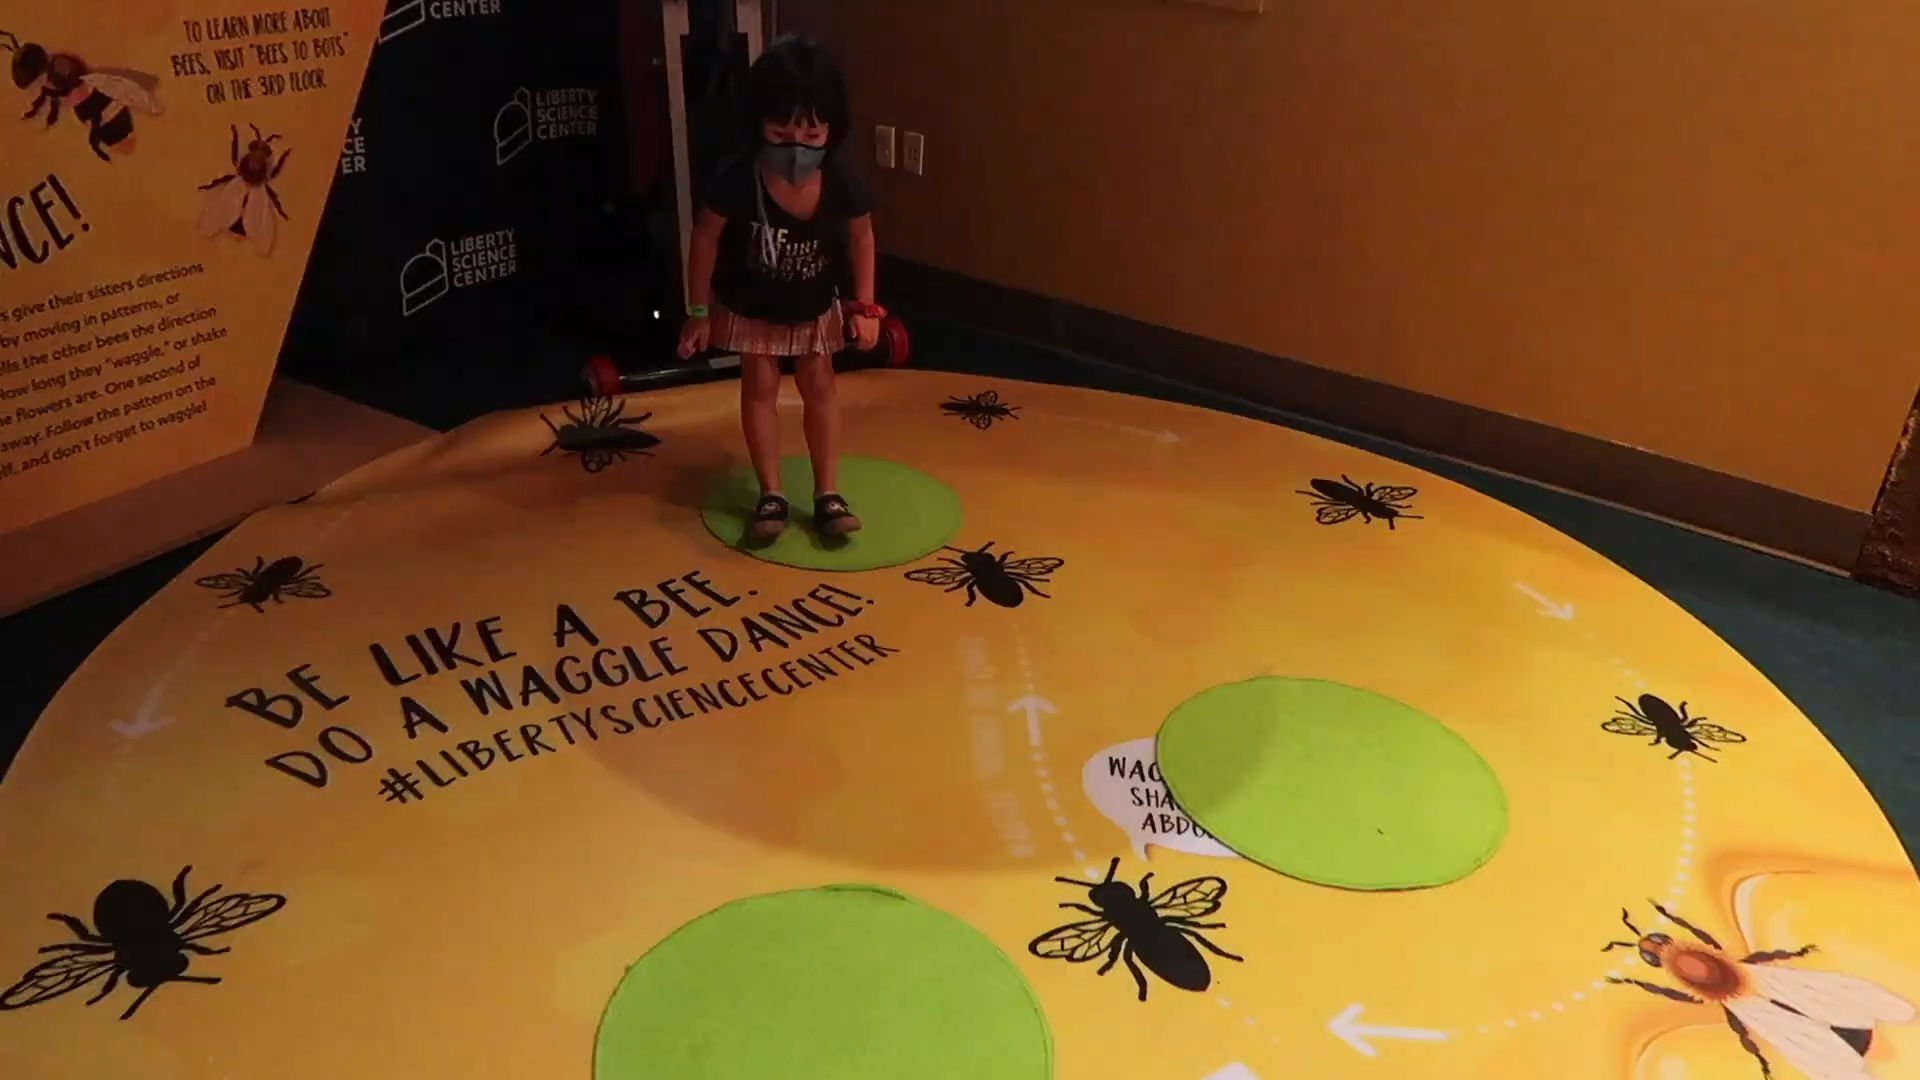 TO LEARN MORE ABOUT
BEES, VISIT "BEES TO BOTS"
ON THE 3RD FLOOR
NCE!
give their sisters directions
by moving in patterns, or
the other bees the direction
How long they "waggle," or shake
flowers are. One second of
away. Follow the pattern on the
and don't forget to waggle!
CENTER
LIBERTY
SCIENCE
CENTER
LIBERTY
SCIENCE
CENTER
THE
BE LIKE A BEE.
DO A WAGGLE DANCE!
#LIBERTYSCIENCECENTER
WAG
SHA
ABDO